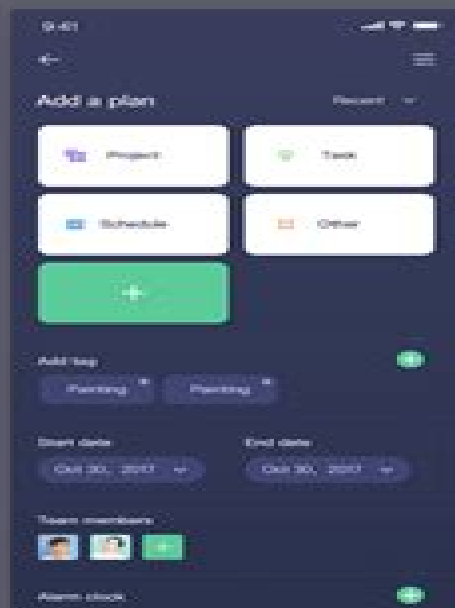 9:41
Add a plan Recent
Project Task
Schedule Other
+
Add tag +
Painting Painting
Start date End date
Oct 30, 2017 Oct 30, 2017
Team members
+
Alarm clock +